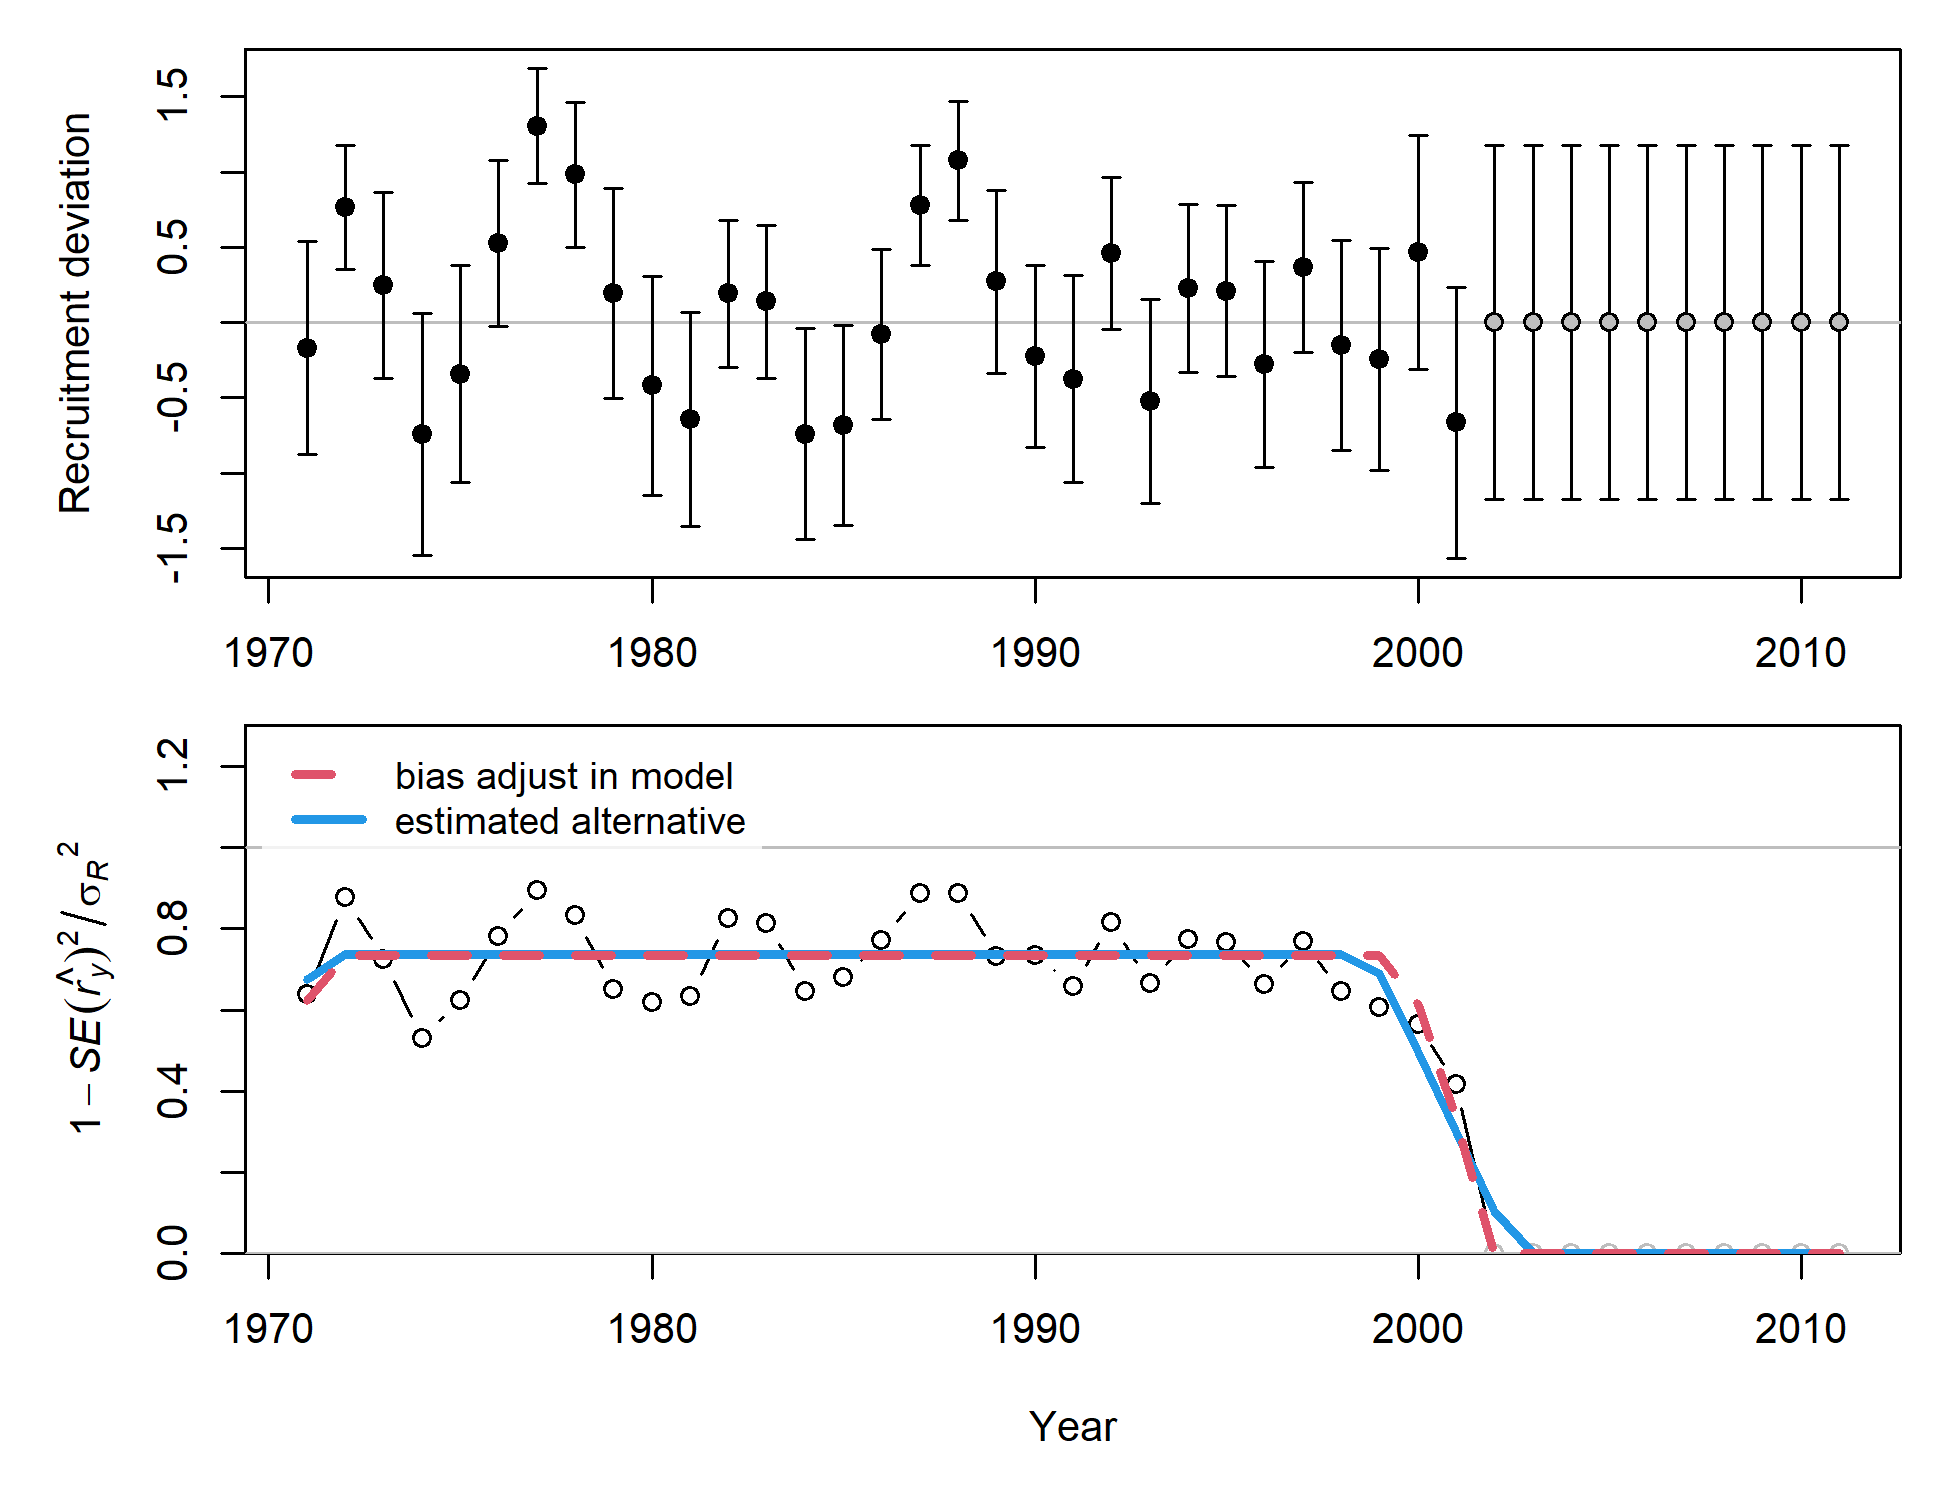 Recruitment deviation
1.5
0.5
-0.5
-1.5
1970 1980 1990 2000 2010
bias adjust in model
estimated alternative
1 − SE(r̂y)² / σR²
1.2
0.8
0.4
0.0
1970 1980 1990 2000 2010
Year